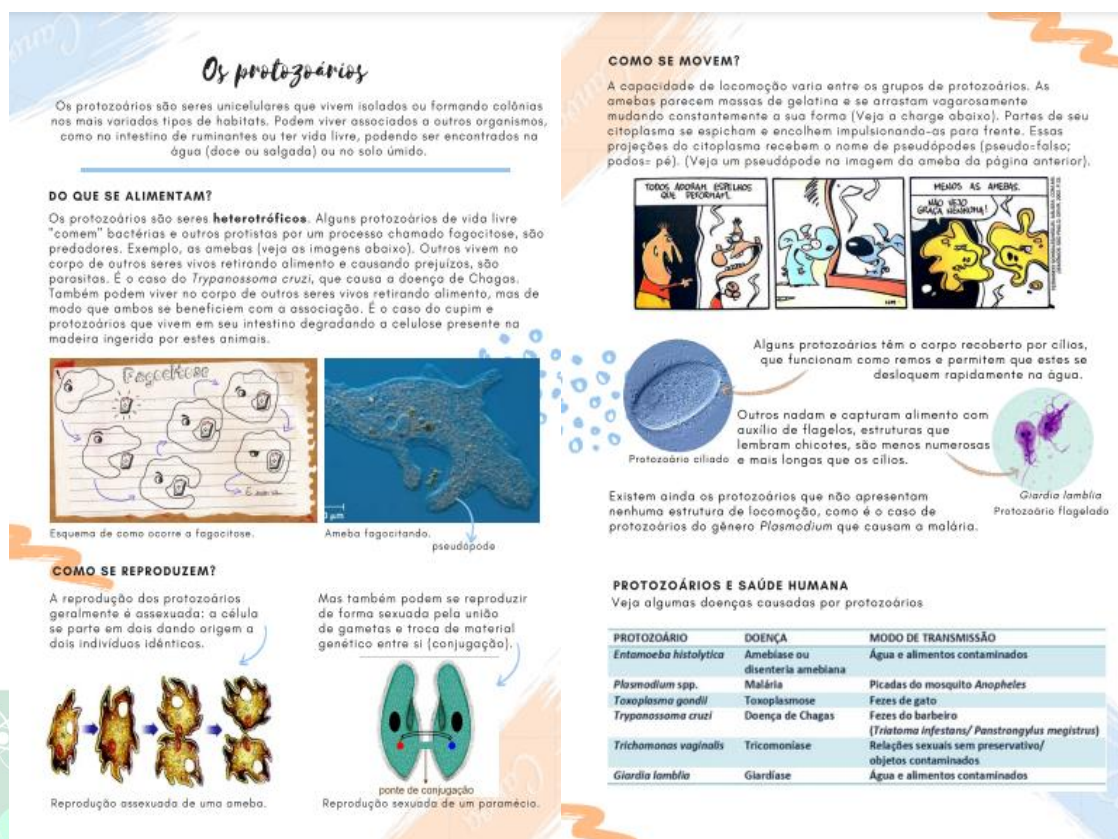 Os protozoários
Os protozoários são seres unicelulares que vivem isolados ou formando colônias
nos mais variados tipos de habitats. Podem viver associados a outros organismos,
como no intestino de ruminantes ou ter vida livre, podendo ser encontrados na
água (doce ou salgada) ou no solo úmido.
DO QUE SE ALIMENTAM?
Os protozoários são seres heterotróficos. Alguns protozoários de vida livre
"comem" bactérias e outros protistas por um processo chamado fagocitose, são
predadores. Exemplo, as amebas (veja as imagens abaixo). Outros vivem no
corpo de outros seres vivos retirando alimento e causando prejuízos, são
parasitas. É o caso do Trypanossoma cruzi, que causa a doença de Chagas.
Também podem viver no corpo de outros seres vivos retirando alimento, mas de
modo que ambos se beneficiem com a associação. É o caso do cupim e
protozoários que vivem em seu intestino degradando a celulose presente na
madeira ingerida por estes animais.
Fagocitose
µm
Esquema de como ocorre a fagocitose.
Ameba fagocitando.
pseudópode
COMO SE REPRODUZEM?
A reprodução dos protozoários
geralmente é assexuada: a célula
se parte em dois dando origem a
dois indivíduos idênticos.
Mas também podem se reproduzir
de forma sexuada pela união
de gametas e troca de material
genético entre si (conjugação).
ponte de conjugação
Reprodução assexuada de uma ameba.
Reprodução sexuada de um paramécio.
COMO SE MOVEM?
A capacidade de locomoção varia entre os grupos de protozoários. As
amebas parecem massas de gelatina e se arrastam vagarosamente
mudando constantemente a sua forma (Veja a charge abaixo). Partes de seu
citoplasma se espicham e encolhem impulsionando-as para frente. Essas
projeções do citoplasma recebem o nome de pseudópodes (pseudo=falso;
podos= pé). (Veja um pseudópode na imagem da ameba da página anterior).
TODOS ADORAM ESPELHOS
QUE DEFORMAM.
MENOS AS AMEBAS.
NÃO VEJO
GRAÇA NENHUMA!
Alguns protozoários têm o corpo recoberto por cílios,
que funcionam como remos e permitem que estes se
desloquem rapidamente na água.
Protozoário ciliado
Outros nadam e capturam alimento com
auxílio de flagelos, estruturas que
lembram chicotes, são menos numerosas
e mais longas que os cílios.
Giardia lamblia
Protozoário flagelado
Existem ainda os protozoários que não apresentam
nenhuma estrutura de locomoção, como é o caso de
protozoários do gênero Plasmodium que causam a malária.
PROTOZOÁRIOS E SAÚDE HUMANA
Veja algumas doenças causadas por protozoários
PROTOZOÁRIO DOENÇA MODO DE TRANSMISSÃO
Entamoeba histolytica Amebíase ou Água e alimentos contaminados
disenteria amebiana
Plasmodium spp. Malária Picadas do mosquito Anopheles
Toxoplasma gondii Toxoplasmose Fezes de gato
Trypanossoma cruzi Doença de Chagas Fezes do barbeiro
(Triatoma infestans/ Panstrongylus megistrus)
Trichomonas vaginalis Tricomoníase Relações sexuais sem preservativo/
objetos contaminados
Giardia lamblia Giardíase Água e alimentos contaminados